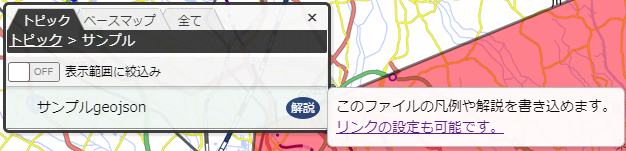 トピック ベースマップ 全て ×
トピック > サンプル
OFF 表示範囲に絞込み
サンプルgeojson 解説
このファイルの凡例や解説を書き込めます。
リンクの設定も可能です。